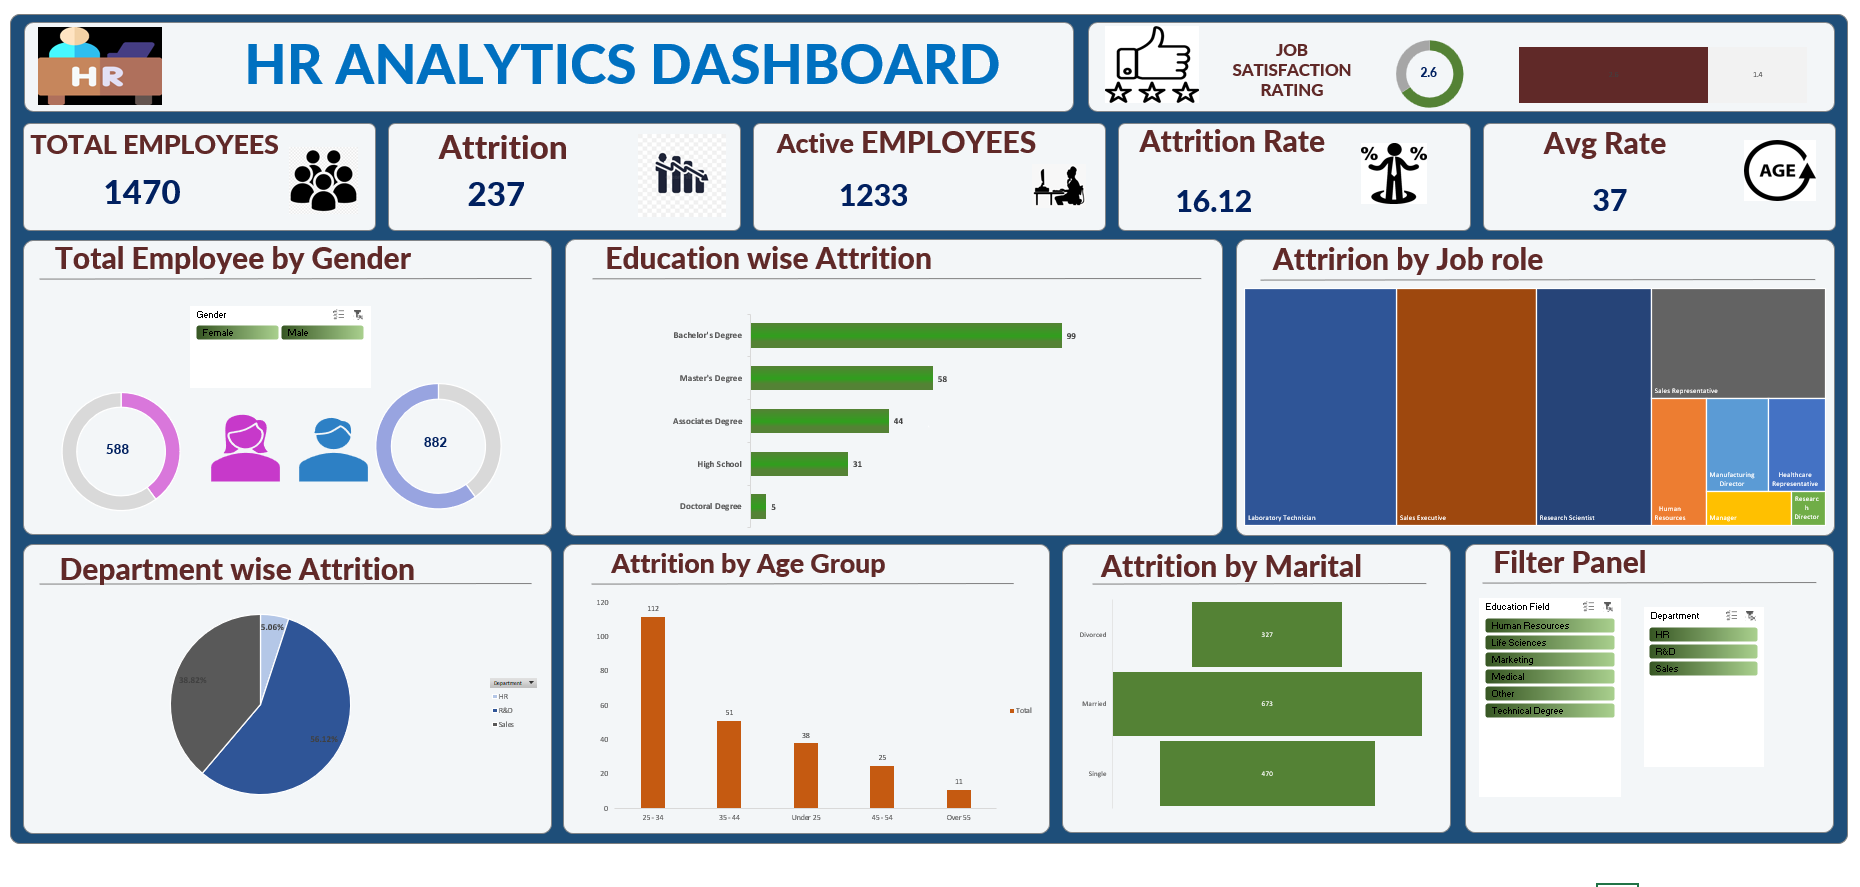 HR
HR ANALYTICS DASHBOARD
JOB
SATISFACTION
RATING
2.6
1.4
TOTAL EMPLOYEES
1470
Attrition
237
Active EMPLOYEES
1233
Attrition Rate
16.12
% %
Avg Rate
37
AGE
Total Employee by Gender
Gender
Female
Male
588
882
Education wise Attrition
Bachelor's Degree
99
Master's Degree
58
Associates Degree
44
High School
31
Doctoral Degree
5
Attririon by Job role
Laboratory Technician
Sales Executive
Research Scientist
Sales Representative
Human
Resources
Manufacturing
Director
Healthcare
Representative
Manager
Researc
h
Director
Department wise Attrition
5.06%
38.82%
56.12%
Department
HR
R&D
Sales
Attrition by Age Group
120
100
80
60
40
20
0
112
51
38
25
11
25 - 34
35 - 44
Under 25
45 - 54
Over 55
Total
Attrition by Marital
Divorced
327
Married
673
Single
470
Filter Panel
Education Field
Human Resources
Life Sciences
Marketing
Medical
Other
Technical Degree
Department
HR
R&D
Sales